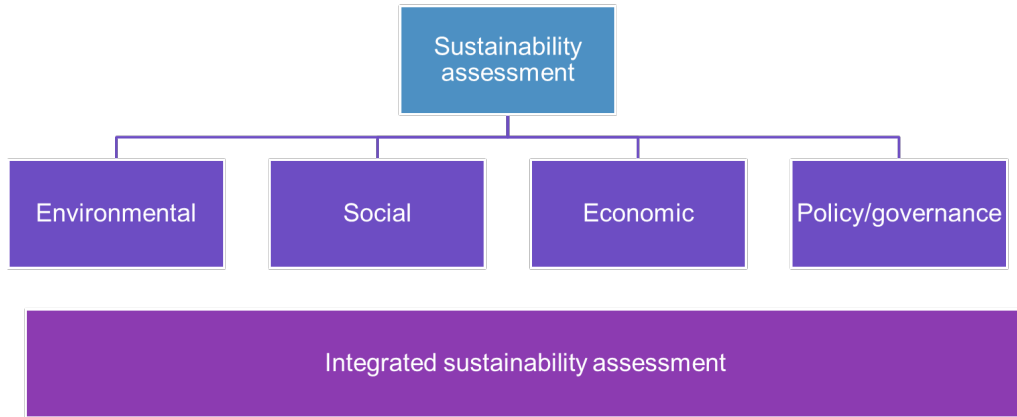 Sustainability
assessment
Environmental
Social
Economic
Policy/governance
Integrated sustainability assessment